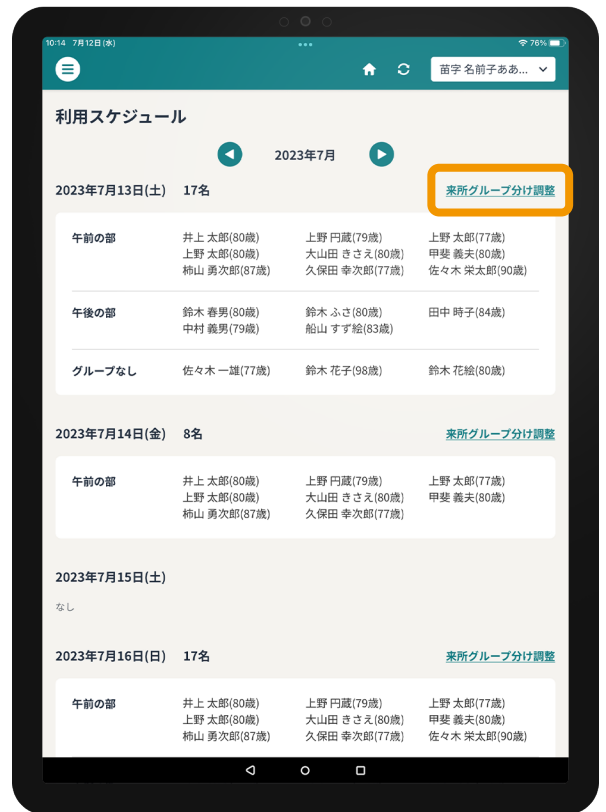 10:14 7月12日(水) 76%
苗字 名前子ああ...
利用スケジュール
2023年7月
2023年7月13日(土) 17名 来所グループ分け調整
午前の部 井上 太郎(80歳) 上野 円蔵(79歳) 上野 太郎(77歳)
上野 太郎(80歳) 大山田 きさえ(80歳) 甲斐 義夫(80歳)
柿山 勇次郎(87歳) 久保田 幸次郎(77歳) 佐々木 栄太郎(90歳)
午後の部 鈴木 春男(80歳) 鈴木 ふさ(80歳) 田中 時子(84歳)
中村 義男(79歳) 船山 すず絵(83歳)
グループなし 佐々木 一雄(77歳) 鈴木 花子(98歳) 鈴木 花絵(80歳)
2023年7月14日(金) 8名 来所グループ分け調整
午前の部 井上 太郎(80歳) 上野 円蔵(79歳) 上野 太郎(77歳)
上野 太郎(80歳) 大山田 きさえ(80歳) 甲斐 義夫(80歳)
柿山 勇次郎(87歳) 久保田 幸次郎(77歳)
2023年7月15日(土)
なし
2023年7月16日(日) 17名 来所グループ分け調整
午前の部 井上 太郎(80歳) 上野 円蔵(79歳) 上野 太郎(77歳)
上野 太郎(80歳) 大山田 きさえ(80歳) 甲斐 義夫(80歳)
柿山 勇次郎(87歳) 久保田 幸次郎(77歳) 佐々木 栄太郎(90歳)